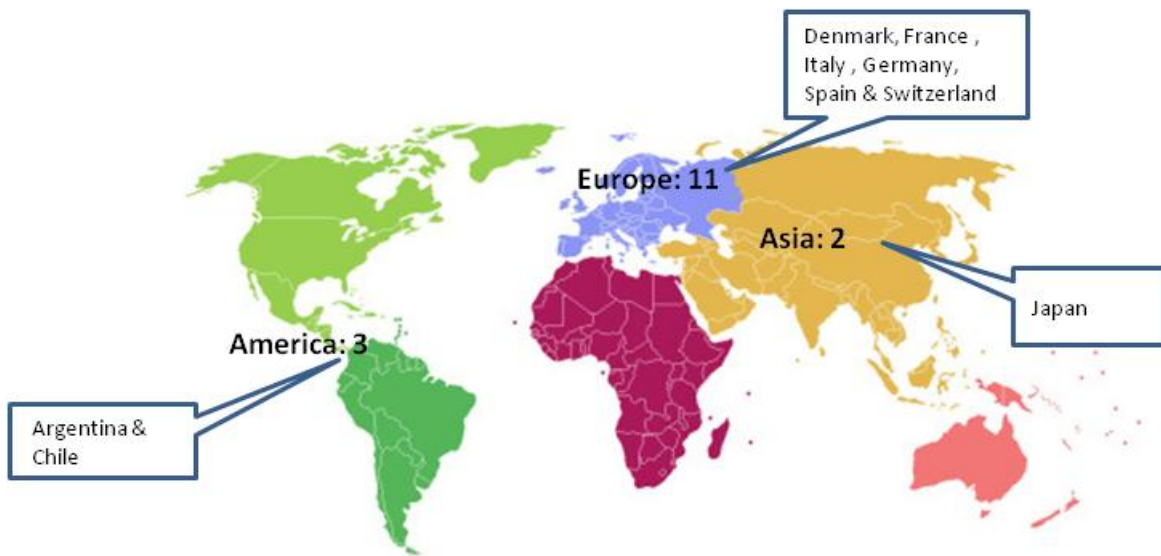 Denmark, France ,
Italy , Germany,
Spain & Switzerland
Europe: 11
Asia: 2
Japan
America: 3
Argentina &
Chile